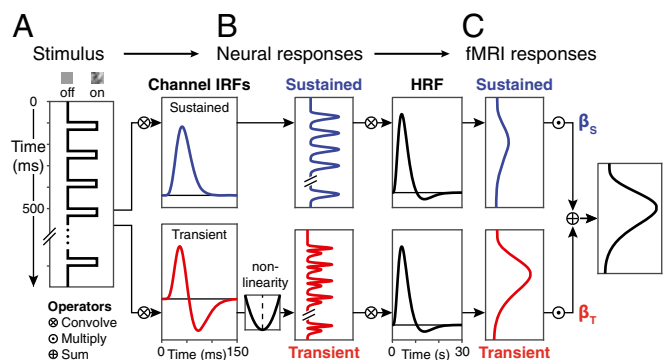 A
B
C
Stimulus
Neural responses
fMRI responses
off
on
Channel IRFs
Sustained
HRF
Sustained
0
Time
(ms)
500
Sustained
βS
Transient
non-
linearity
βT
Operators
⊗ Convolve
⊙ Multiply
⊕ Sum
0 Time (ms) 150
Transient
0 Time (s) 30
Transient